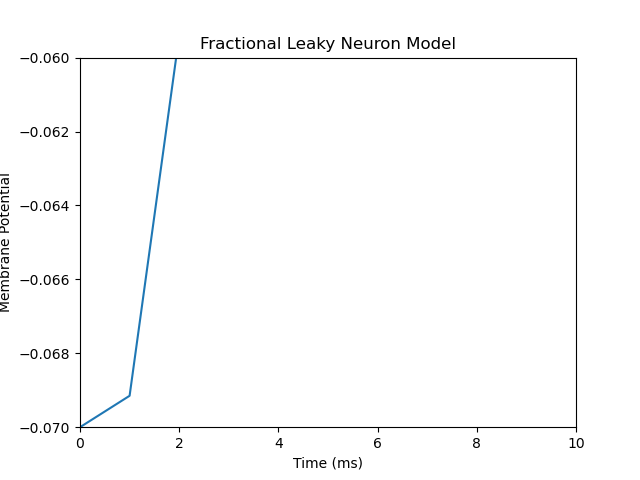 Fractional Leaky Neuron Model
−0.060
−0.062
−0.064
−0.066
−0.068
−0.070
Membrane Potential
0 2 4 6 8 10
Time (ms)